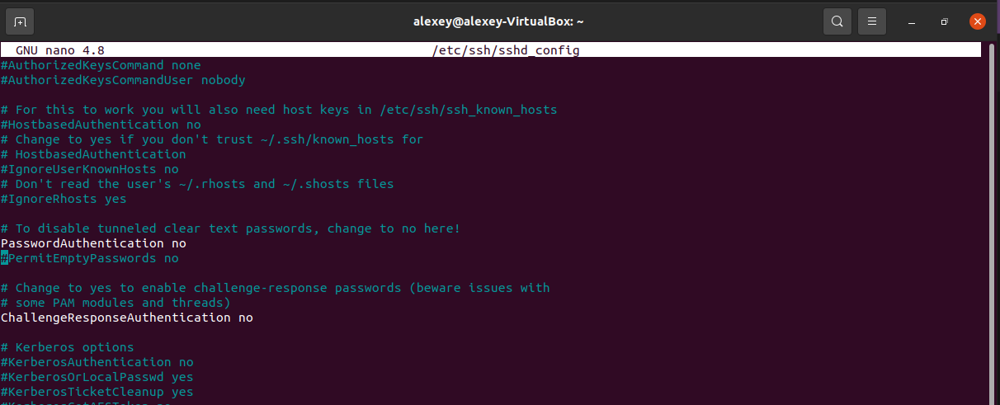 alexey@alexey-VirtualBox: ~
GNU nano 4.8 /etc/ssh/sshd_config
#AuthorizedKeysCommand none
#AuthorizedKeysCommandUser nobody
# For this to work you will also need host keys in /etc/ssh/ssh_known_hosts
#HostbasedAuthentication no
# Change to yes if you don't trust ~/.ssh/known_hosts for
# HostbasedAuthentication
#IgnoreUserKnownHosts no
# Don't read the user's ~/.rhosts and ~/.shosts files
#IgnoreRhosts yes
# To disable tunneled clear text passwords, change to no here!
PasswordAuthentication no
#PermitEmptyPasswords no
# Change to yes to enable challenge-response passwords (beware issues with
# some PAM modules and threads)
ChallengeResponseAuthentication no
# Kerberos options
#KerberosAuthentication no
#KerberosOrLocalPasswd yes
#KerberosTicketCleanup yes